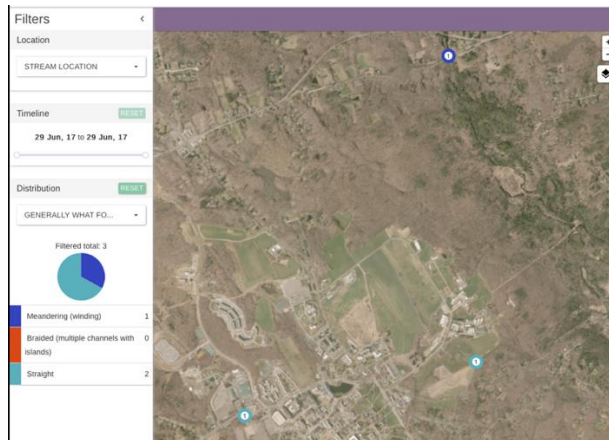 Filters
Location
STREAM LOCATION
Timeline
RESET
29 Jun, 17 to 29 Jun, 17
Distribution
RESET
GENERALLY WHAT FO...
Filtered total: 3
Meandering (winding) 1
Braided (multiple channels with 0
islands)
Straight 2
1
1
1